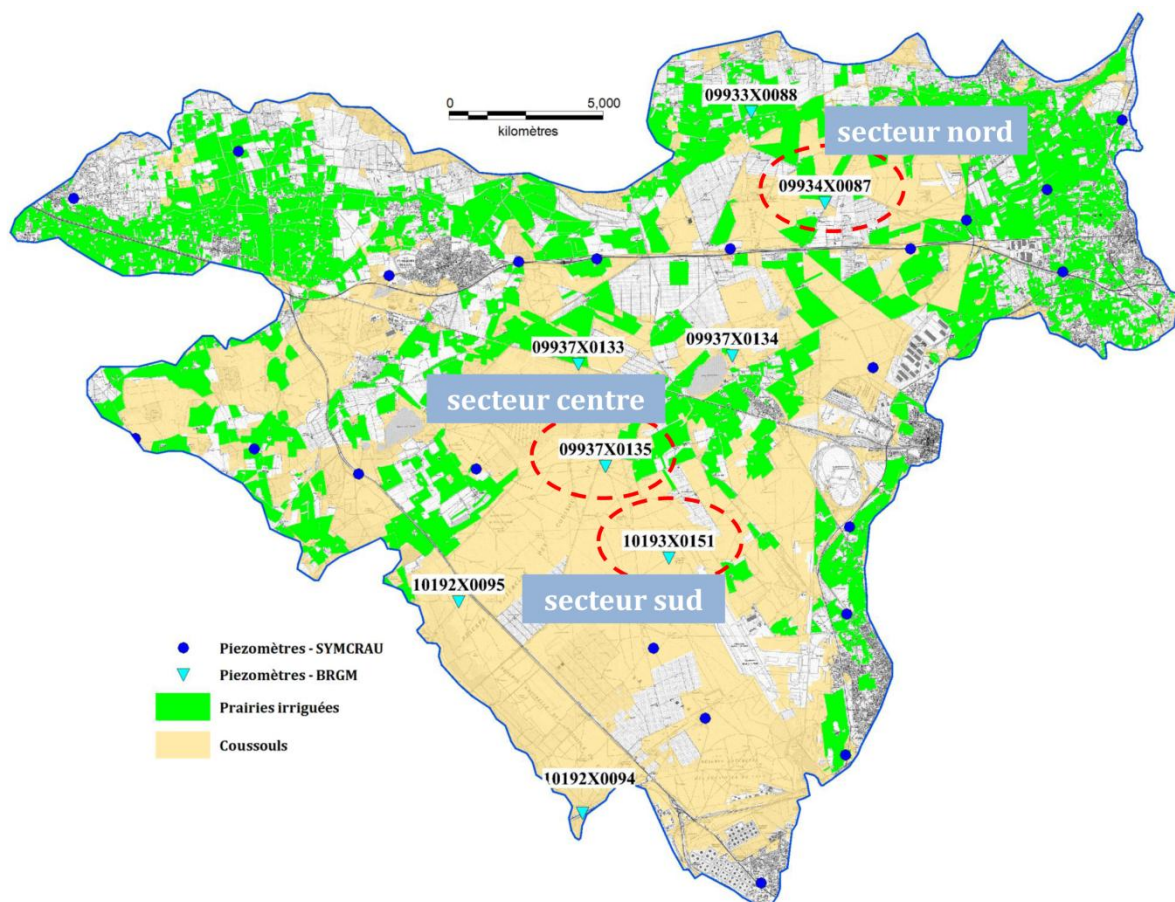 09933X0088
0
5,000
kilomètres
secteur nord
09934X0087
09937X0133
09937X0134
secteur centre
09937X0135
10193X0151
10192X0095
secteur sud
Piezomètres - SYMCRAU
Piezomètres - BRGM
Prairies irriguées
Coussouls
10192X0094